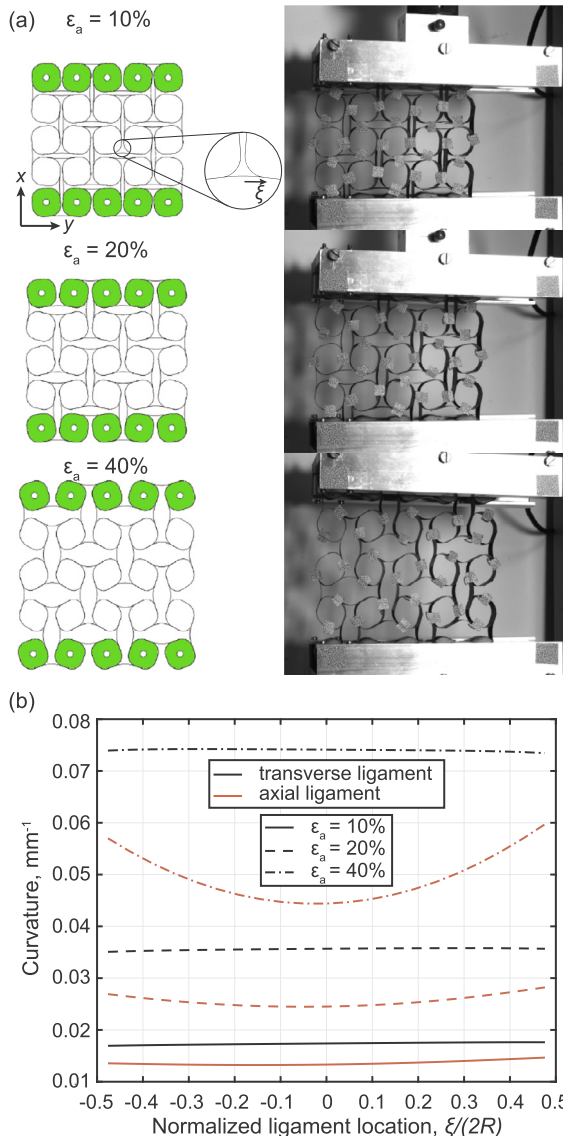 (a)
εₐ = 10%
ξ
x
y
εₐ = 20%
εₐ = 40%
(b)
0.08
0.07
0.06
0.05
0.04
0.03
0.02
0.01
Curvature, mm⁻¹
transverse ligament
axial ligament
εₐ = 10%
εₐ = 20%
εₐ = 40%
-0.5 -0.4 -0.3 -0.2 -0.1 0 0.1 0.2 0.3 0.4 0.5
Normalized ligament location, ξ/(2R)